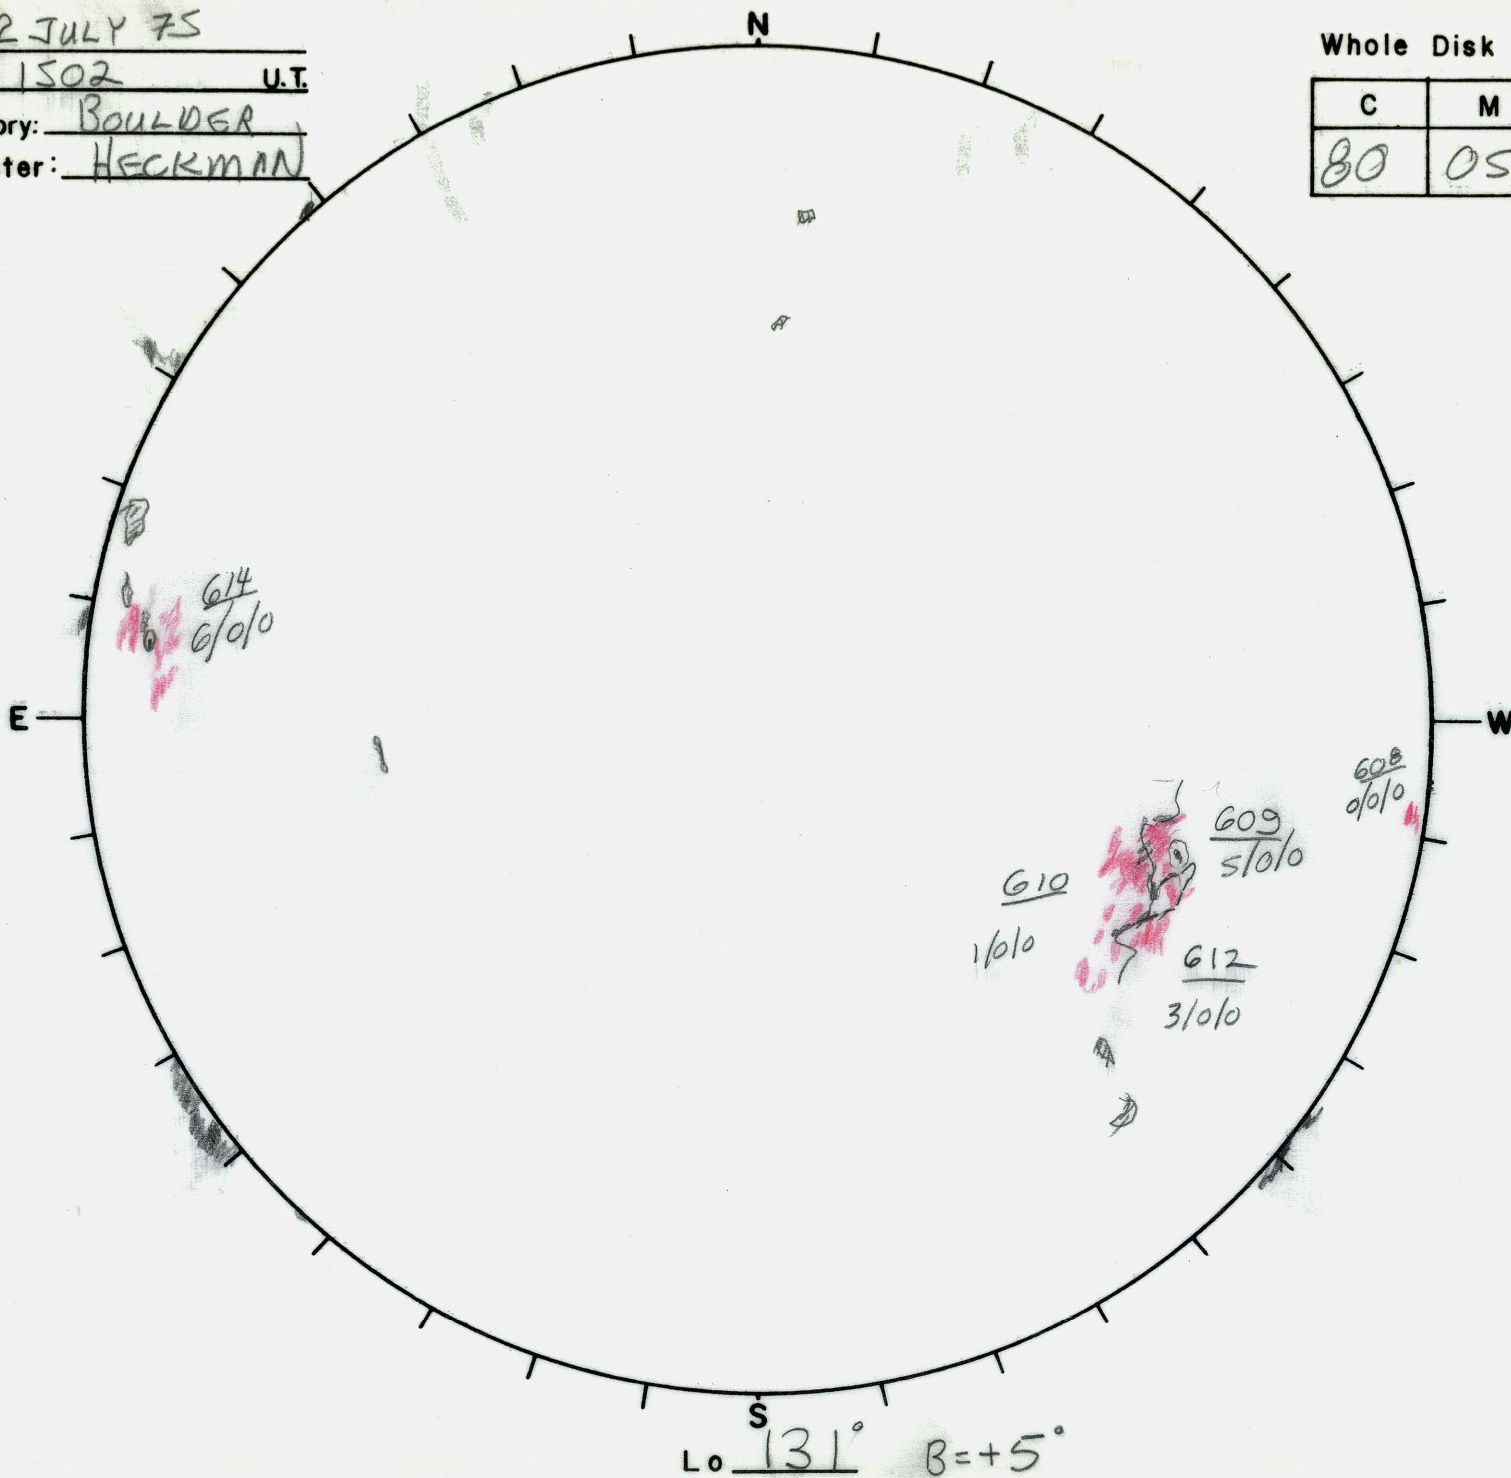 2 JULY 75
1502 U.T.
ory: BOULDER
ter: HECKMAN
N
Whole Disk
C M
80 05
614
6/0/0
E
W
608
0/0/0
609
5/0/0
610
1/0/0
612
3/0/0
S
Lo 131° B=+5°